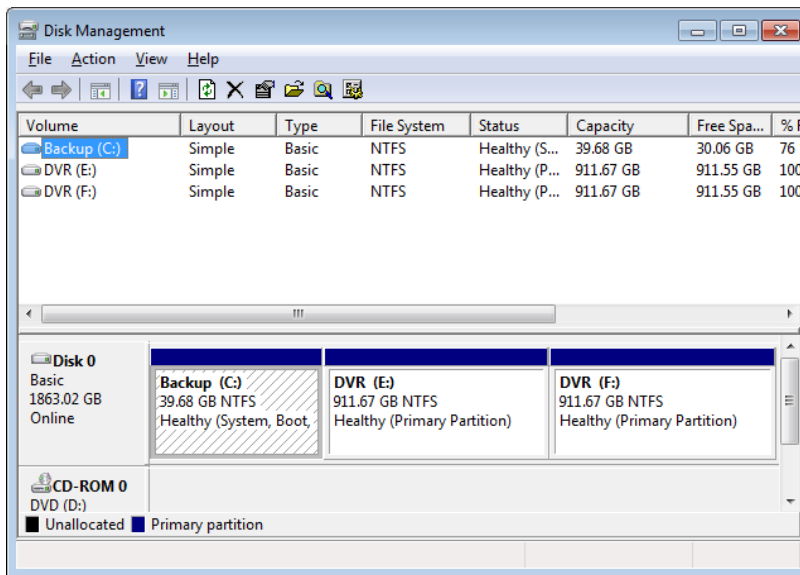 Disk Management
File Action View Help
Volume Layout Type File System Status Capacity Free Spa...
Backup (C:) Simple Basic NTFS Healthy (S... 39.68 GB 30.06 GB 76
DVR (E:) Simple Basic NTFS Healthy (P... 911.67 GB 911.55 GB 100
DVR (F:) Simple Basic NTFS Healthy (P... 911.67 GB 911.55 GB 100
Disk 0
Basic
1863.02 GB
Online
Backup (C:)
39.68 GB NTFS
Healthy (System, Boot,
DVR (E:)
911.67 GB NTFS
Healthy (Primary Partition)
DVR (F:)
911.67 GB NTFS
Healthy (Primary Partition)
CD-ROM 0
DVD (D:)
Unallocated Primary partition